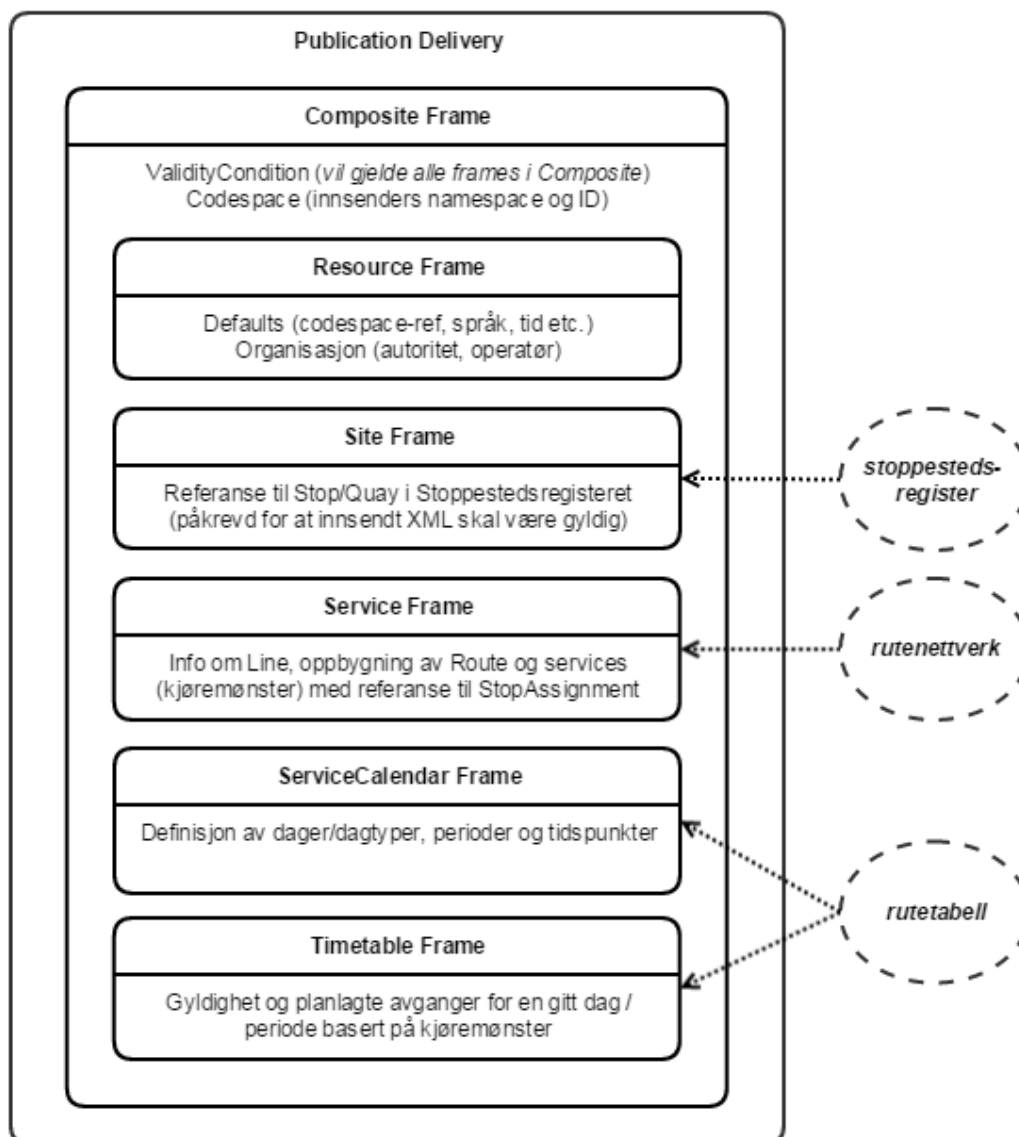 Publication Delivery
Composite Frame
ValidityCondition (vil gjelde alle frames i Composite)
Codespace (innsenders namespace og ID)
Resource Frame
Defaults (codespace-ref, språk, tid etc.)
Organisasjon (autoritet, operatør)
Site Frame
Referanse til Stop/Quay i Stoppestedsregisteret
(påkrevd for at innsendt XML skal være gyldig)
stoppesteds-
register
Service Frame
Info om Line, oppbygning av Route og services
(kjøremønster) med referanse til StopAssignment
rutenettverk
ServiceCalendar Frame
Definisjon av dager/dagtyper, perioder og tidspunkter
rutetabell
Timetable Frame
Gyldighet og planlagte avganger for en gitt dag /
periode basert på kjøremønster